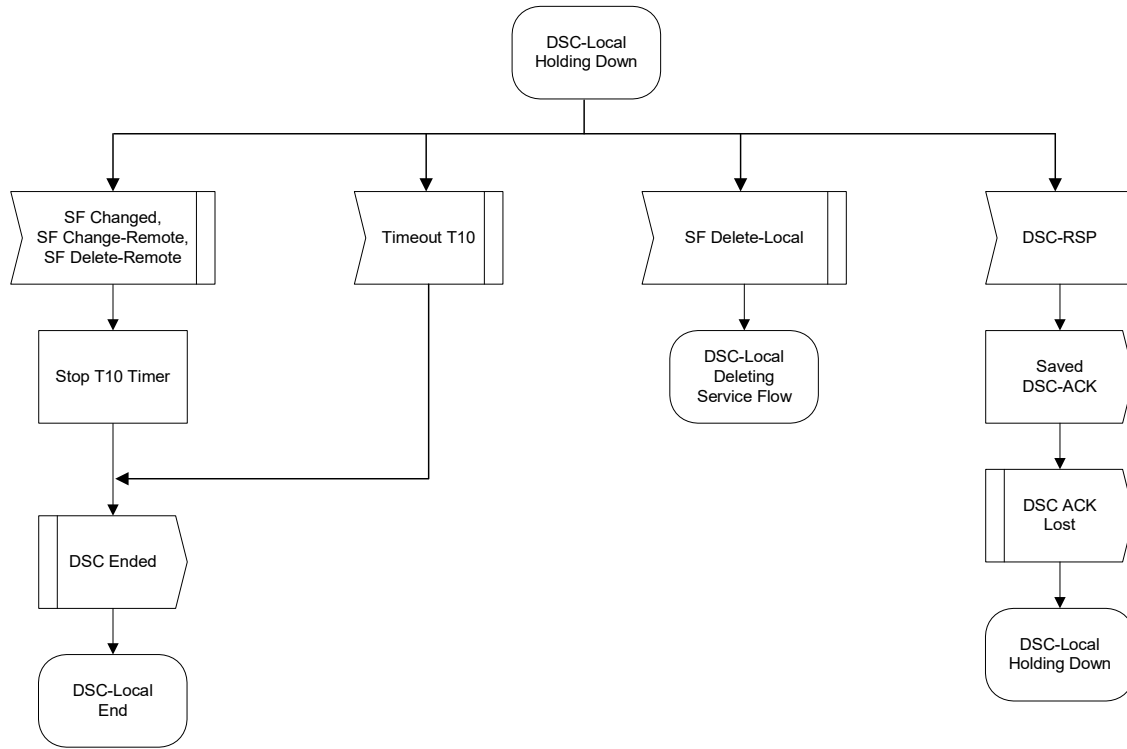 DSC-Local
Holding Down
SF Changed,
SF Change-Remote,
SF Delete-Remote
Timeout T10
SF Delete-Local
DSC-RSP
Stop T10 Timer
DSC-Local
Deleting
Service Flow
Saved
DSC-ACK
DSC Ended
DSC ACK
Lost
DSC-Local
End
DSC-Local
Holding Down